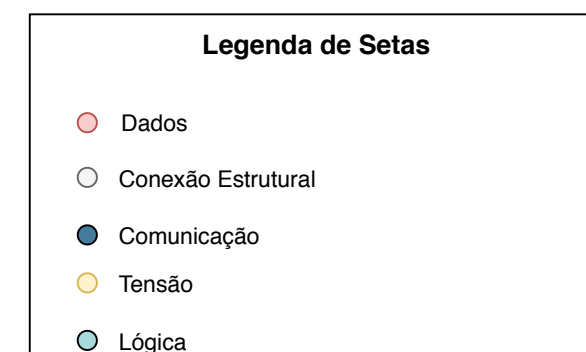 Legenda de Setas
Dados
Conexão Estrutural
Comunicação
Tensão
Lógica